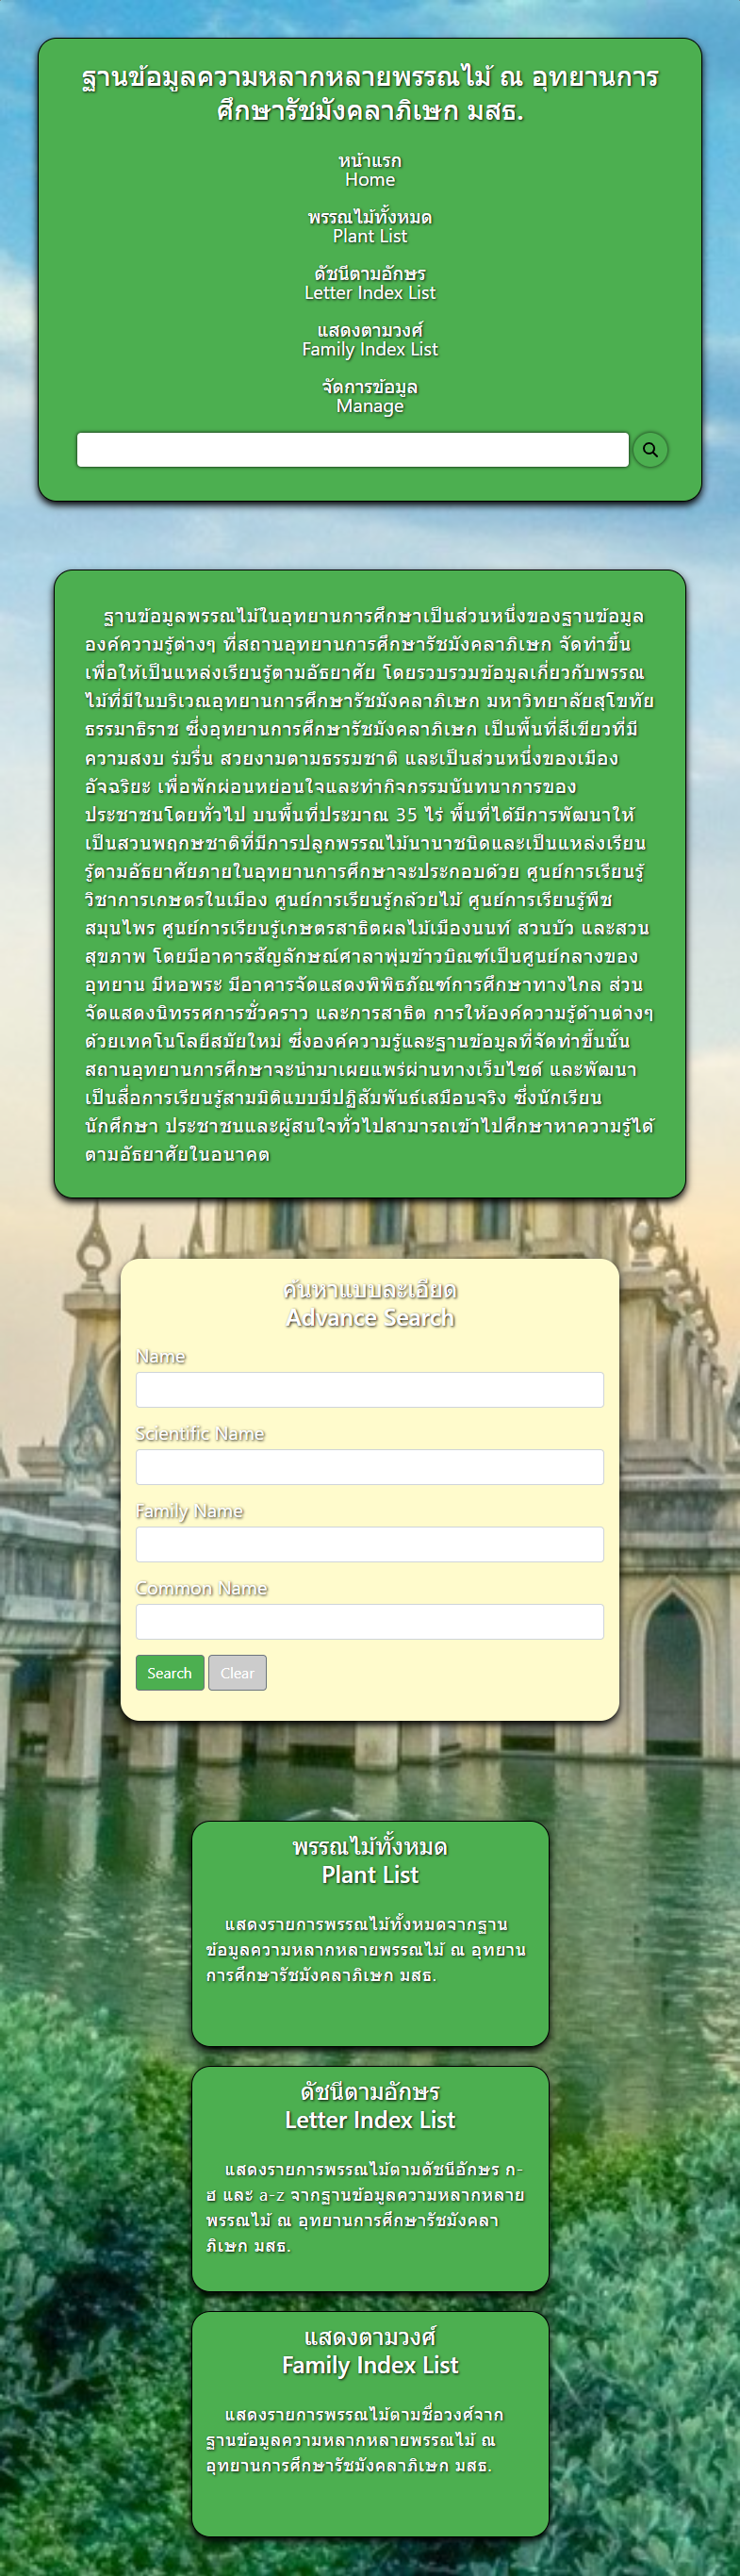 ฐานข้อมูลความหลากหลายพรรณไม้ ณ อุทยานการ
ศึกษารัชมังคลาภิเษก มสธ.
หน้าแรก
Home
พรรณไม้ทั้งหมด
Plant List
ดัชนีตามอักษร
Letter Index List
แสดงตามวงศ์
Family Index List
จัดการข้อมูล
Manage
ฐานข้อมูลพรรณไม้ในอุทยานการศึกษาเป็นส่วนหนึ่งของฐานข้อมูล
องค์ความรู้ต่างๆ ที่สถานอุทยานการศึกษารัชมังคลาภิเษก จัดทำขึ้น
เพื่อให้เป็นแหล่งเรียนรู้ตามอัธยาศัย โดยรวบรวมข้อมูลเกี่ยวกับพรรณ
ไม้ที่มีในบริเวณอุทยานการศึกษารัชมังคลาภิเษก มหาวิทยาลัยสุโขทัย
ธรรมาธิราช ซึ่งอุทยานการศึกษารัชมังคลาภิเษก เป็นพื้นที่สีเขียวที่มี
ความสงบ ร่มรื่น สวยงามตามธรรมชาติ และเป็นส่วนหนึ่งของเมือง
อัจฉริยะ เพื่อพักผ่อนหย่อนใจและทำกิจกรรมนันทนาการของ
ประชาชนโดยทั่วไป บนพื้นที่ประมาณ 35 ไร่ พื้นที่ได้มีการพัฒนาให้
เป็นสวนพฤกษชาติที่มีการปลูกพรรณไม้นานาชนิดและเป็นแหล่งเรียน
รู้ตามอัธยาศัยภายในอุทยานการศึกษาจะประกอบด้วย ศูนย์การเรียนรู้
วิชาการเกษตรในเมือง ศูนย์การเรียนรู้กล้วยไม้ ศูนย์การเรียนรู้พืช
สมุนไพร ศูนย์การเรียนรู้เกษตรสาธิตผลไม้เมืองนนท์ สวนบัว และสวน
สุขภาพ โดยมีอาคารสัญลักษณ์ศาลาพุ่มข้าวบิณฑ์เป็นศูนย์กลางของ
อุทยาน มีหอพระ มีอาคารจัดแสดงพิพิธภัณฑ์การศึกษาทางไกล ส่วน
จัดแสดงนิทรรศการชั่วคราว และการสาธิต การให้องค์ความรู้ด้านต่างๆ
ด้วยเทคโนโลยีสมัยใหม่ ซึ่งองค์ความรู้และฐานข้อมูลที่จัดทำขึ้นนั้น
สถานอุทยานการศึกษาจะนำมาเผยแพร่ผ่านทางเว็บไซต์ และพัฒนา
เป็นสื่อการเรียนรู้สามมิติแบบมีปฏิสัมพันธ์เสมือนจริง ซึ่งนักเรียน
นักศึกษา ประชาชนและผู้สนใจทั่วไปสามารถเข้าไปศึกษาหาความรู้ได้
ตามอัธยาศัยในอนาคต
ค้นหาแบบละเอียด
Advance Search
Name
Scientific Name
Family Name
Common Name
Search Clear
พรรณไม้ทั้งหมด
Plant List
แสดงรายการพรรณไม้ทั้งหมดจากฐาน
ข้อมูลความหลากหลายพรรณไม้ ณ อุทยาน
การศึกษารัชมังคลาภิเษก มสธ.
ดัชนีตามอักษร
Letter Index List
แสดงรายการพรรณไม้ตามดัชนีอักษร ก-
ฮ และ a-z จากฐานข้อมูลความหลากหลาย
พรรณไม้ ณ อุทยานการศึกษารัชมังคลา
ภิเษก มสธ.
แสดงตามวงศ์
Family Index List
แสดงรายการพรรณไม้ตามชื่อวงศ์จาก
ฐานข้อมูลความหลากหลายพรรณไม้ ณ
อุทยานการศึกษารัชมังคลาภิเษก มสธ.